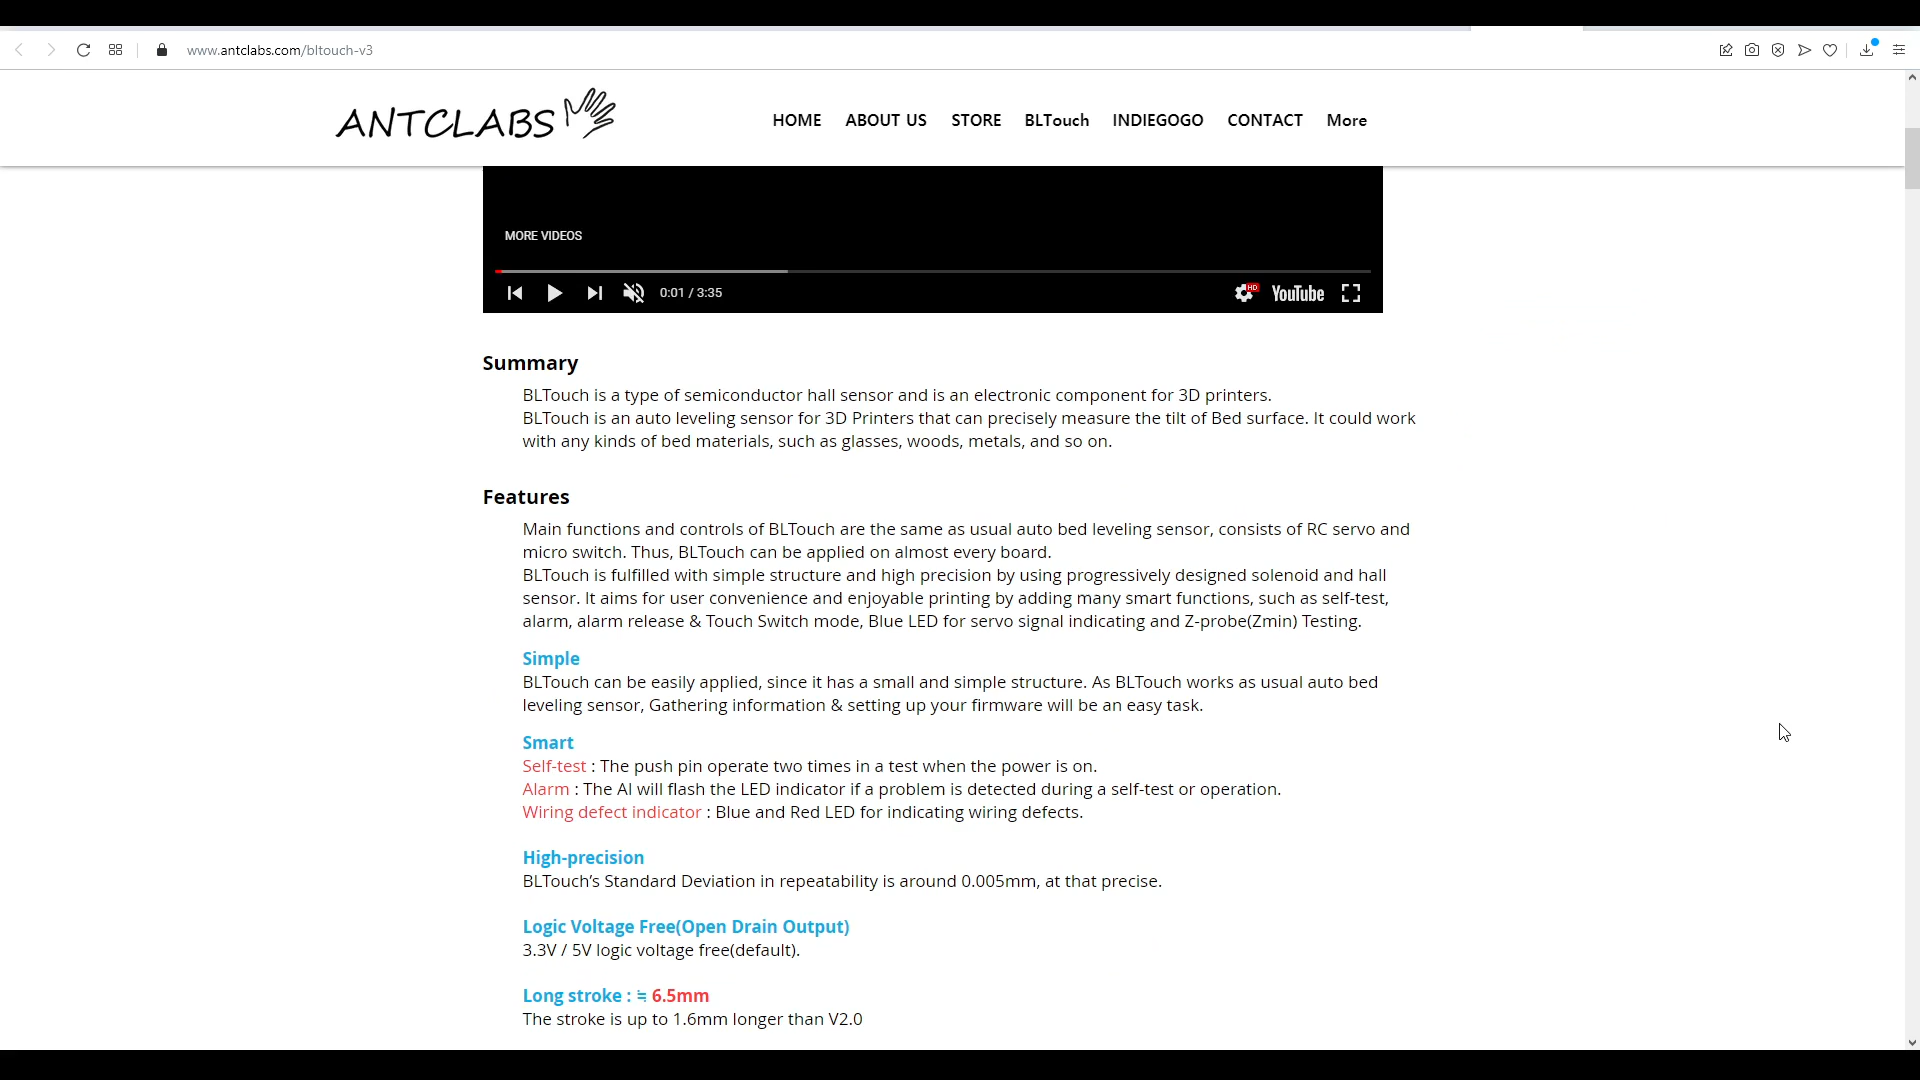 www.antclabs.com/bltouch-v3
ANTCLABS
HOME ABOUT US STORE BLTouch INDIEGOGO CONTACT More
MORE VIDEOS
0:01 / 3:35
HD
YouTube
Summary
BLTouch is a type of semiconductor hall sensor and is an electronic component for 3D printers.
BLTouch is an auto leveling sensor for 3D Printers that can precisely measure the tilt of Bed surface. It could work
with any kinds of bed materials, such as glasses, woods, metals, and so on.
Features
Main functions and controls of BLTouch are the same as usual auto bed leveling sensor, consists of RC servo and
micro switch. Thus, BLTouch can be applied on almost every board.
BLTouch is fulfilled with simple structure and high precision by using progressively designed solenoid and hall
sensor. It aims for user convenience and enjoyable printing by adding many smart functions, such as self-test,
alarm, alarm release & Touch Switch mode, Blue LED for servo signal indicating and Z-probe(Zmin) Testing.
Simple
BLTouch can be easily applied, since it has a small and simple structure. As BLTouch works as usual auto bed
leveling sensor, Gathering information & setting up your firmware will be an easy task.
Smart
Self-test : The push pin operate two times in a test when the power is on.
Alarm : The AI will flash the LED indicator if a problem is detected during a self-test or operation.
Wiring defect indicator : Blue and Red LED for indicating wiring defects.
High-precision
BLTouch's Standard Deviation in repeatability is around 0.005mm, at that precise.
Logic Voltage Free(Open Drain Output)
3.3V / 5V logic voltage free(default).
Long stroke : ≒ 6.5mm
The stroke is up to 1.6mm longer than V2.0